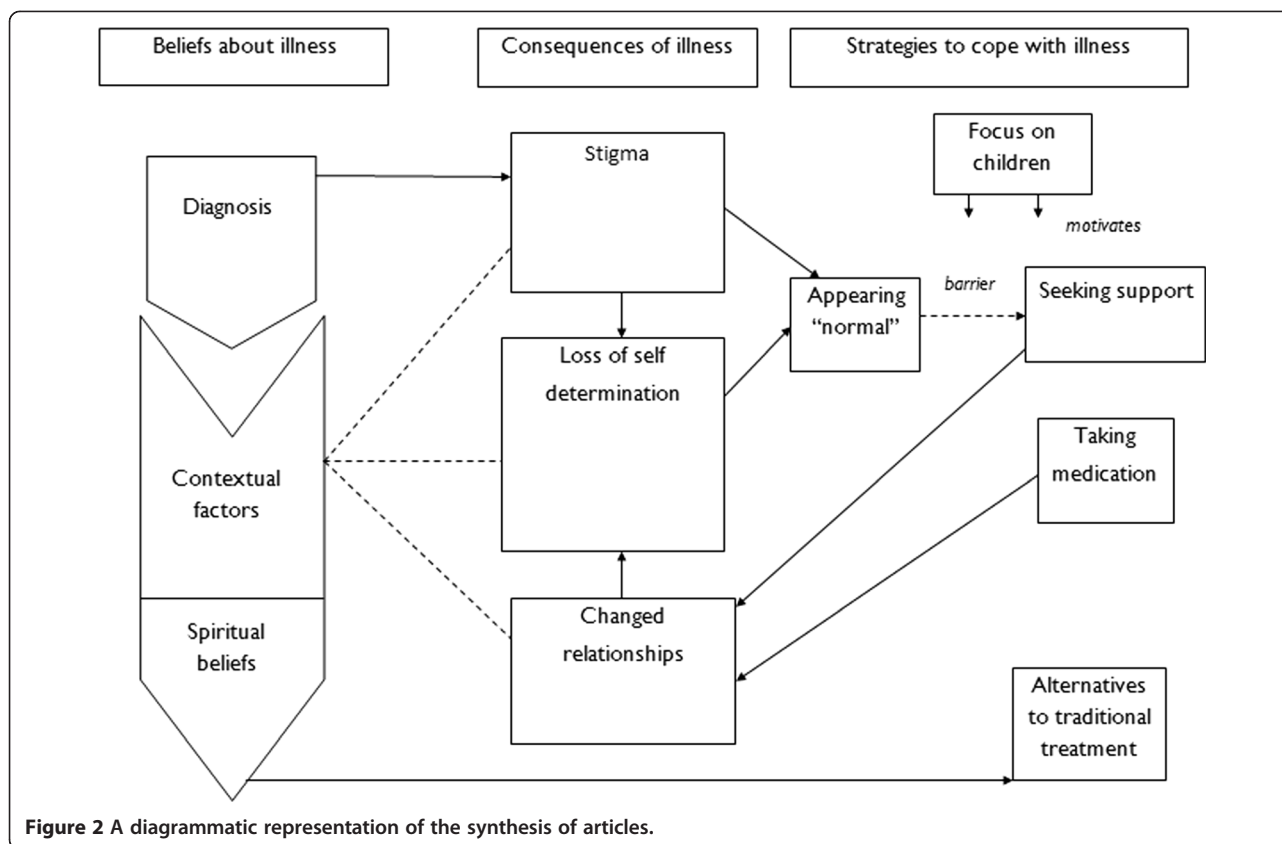 Beliefs about illness
Consequences of illness
Strategies to cope with illness
Focus on
children
motivates
Diagnosis
Stigma
Appearing
“normal”
barrier
Seeking support
Loss of self
determination
Contextual
factors
Taking
medication
Spiritual
beliefs
Changed
relationships
Alternatives
to traditional
treatment
Figure 2 A diagrammatic representation of the synthesis of articles.